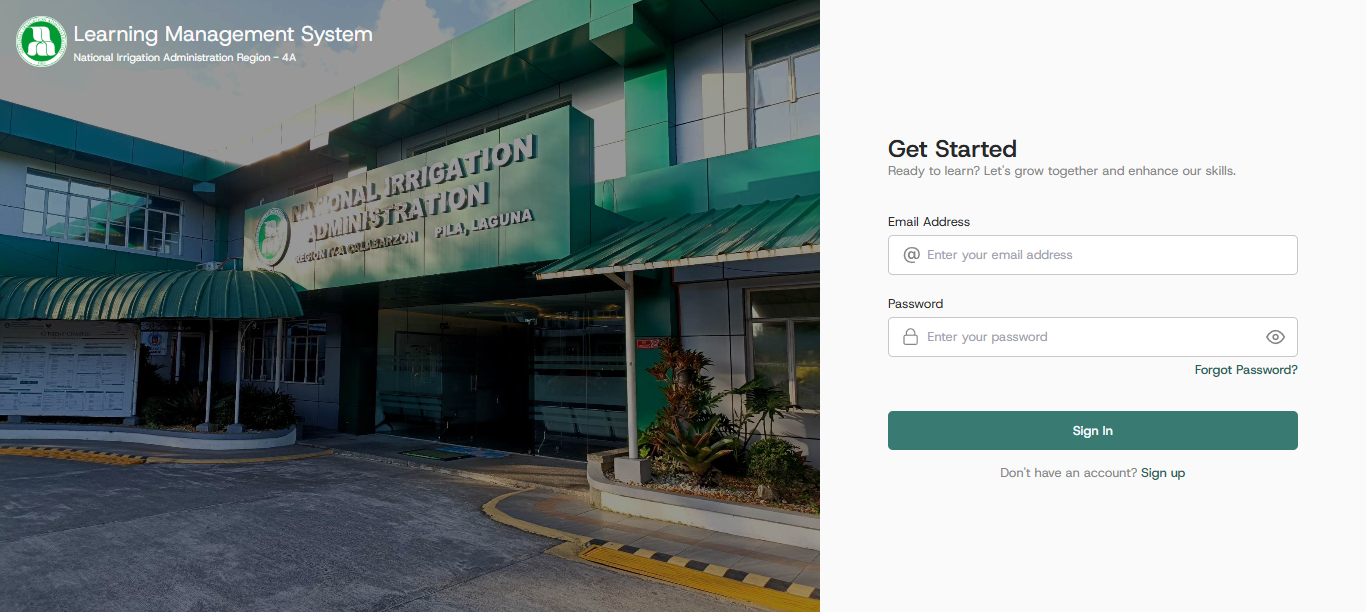 Learning Management System
National Irrigation Administration Region - 4A
NATIONAL IRRIGATION
ADMINISTRATION
REGION IV-A CALABARZON PILA, LAGUNA
Get Started
Ready to learn? Let's grow together and enhance our skills.
Email Address
@ Enter your email address
Password
Enter your password
Forgot Password?
Sign In
Don't have an account? Sign up